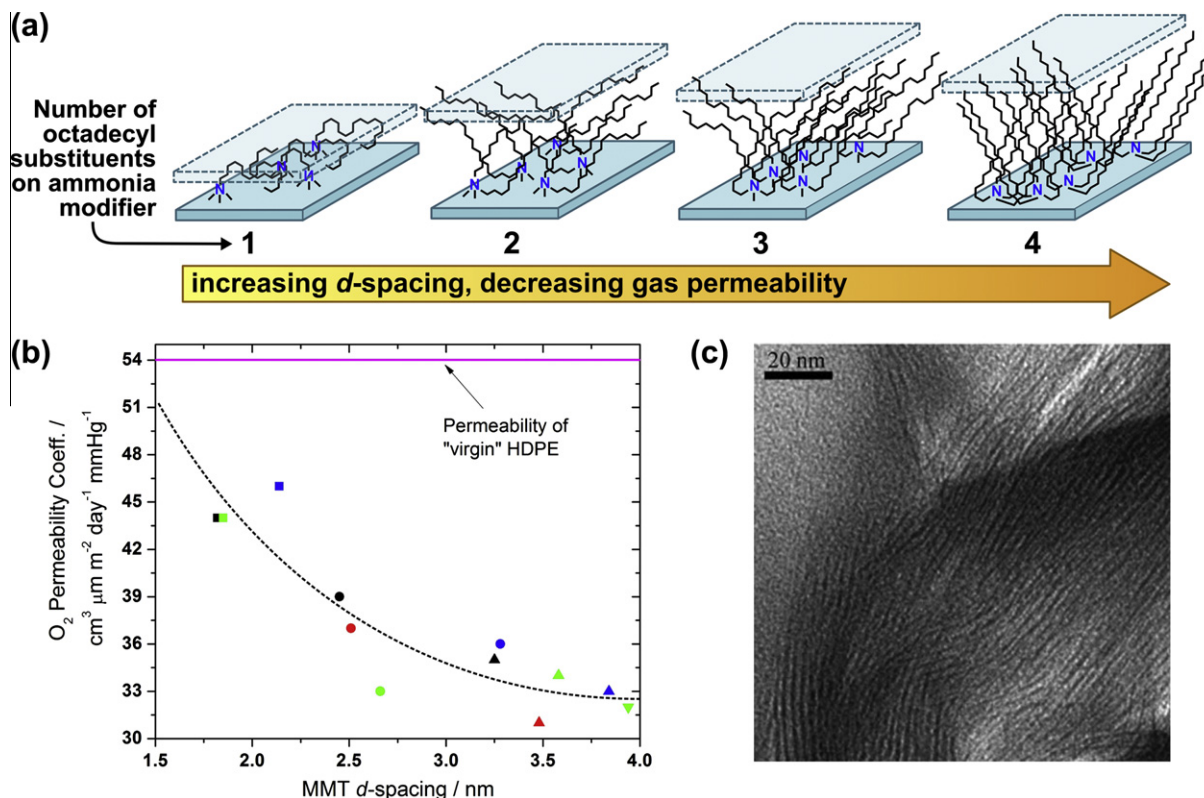 (a)
Number of
octadecyl
substituents
on ammonia
modifier
N N N N
N N N N N
N N N N N N
N N N N N N
1 2 3 4
increasing d-spacing, decreasing gas permeability
(b)
O2 Permeability Coeff. /
cm³ μm m⁻² day⁻¹ mmHg⁻¹
54
51
48
45
42
39
36
33
30
Permeability of
"virgin" HDPE
1.5 2.0 2.5 3.0 3.5 4.0
MMT d-spacing / nm
(c)
20 nm